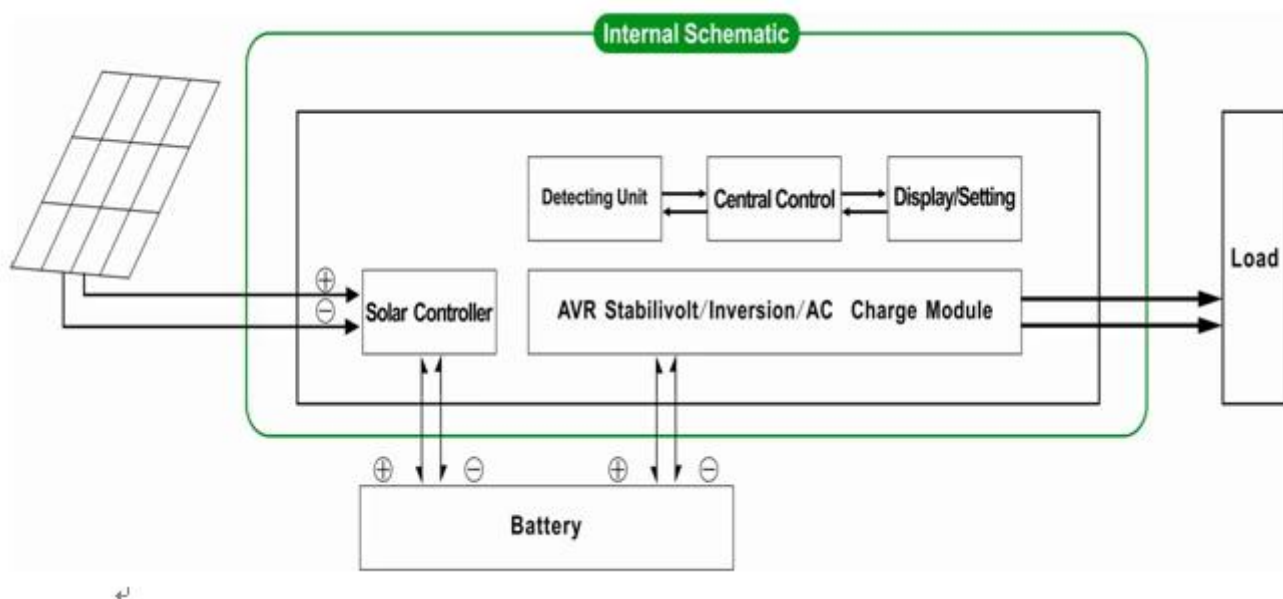 Internal Schematic
Detecting Unit
Central Control
Display/Setting
Load
⊕
⊖
Solar Controller
AVR Stabilivolt/Inversion/AC Charge Module
⊕ ⊖ ⊕ ⊖
Battery
↵